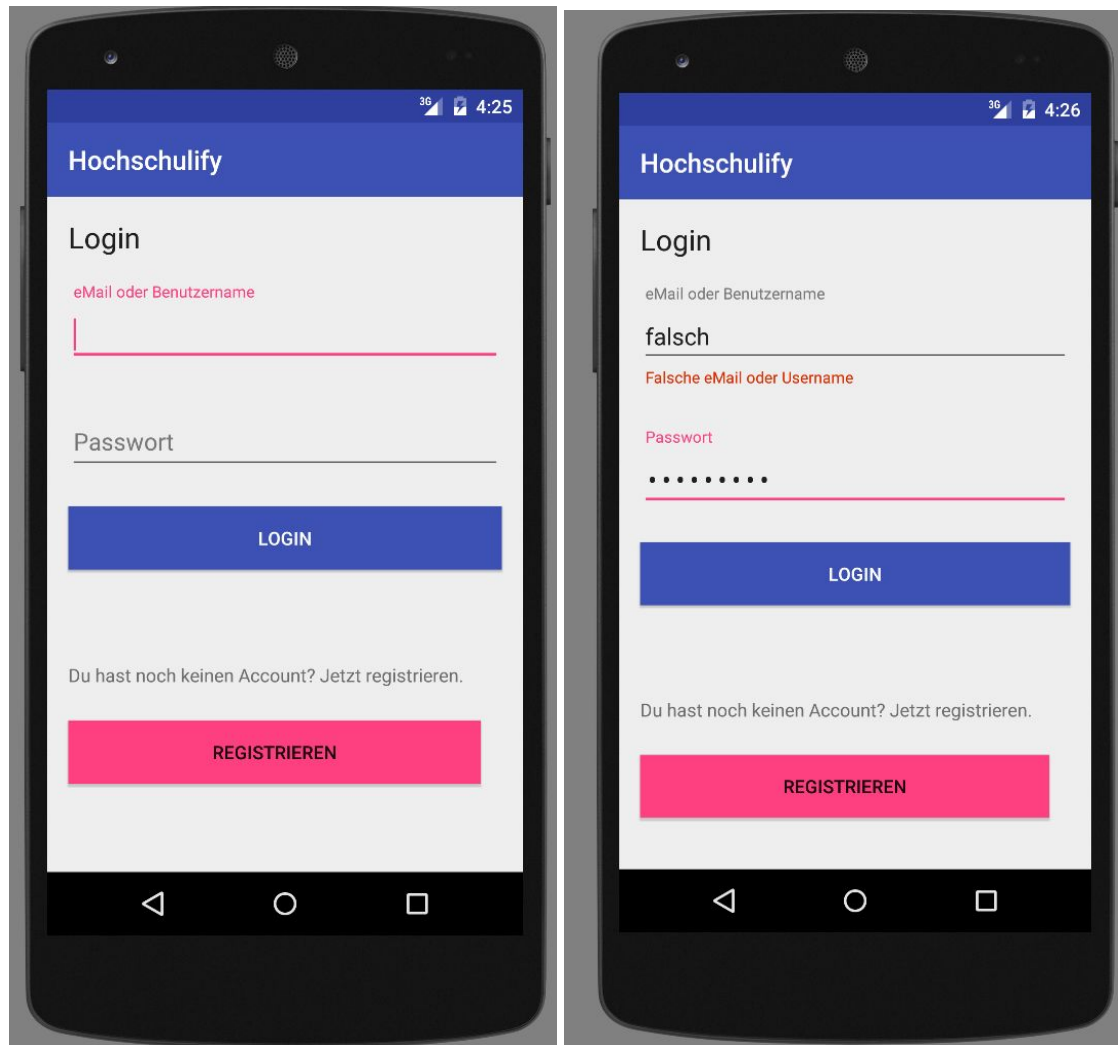 3G 4:25
Hochschulify
Login
eMail oder Benutzername
Passwort
LOGIN
Du hast noch keinen Account? Jetzt registrieren.
REGISTRIEREN
3G 4:26
Hochschulify
Login
eMail oder Benutzername
falsch
Falsche eMail oder Username
Passwort
•••••••••
LOGIN
Du hast noch keinen Account? Jetzt registrieren.
REGISTRIEREN